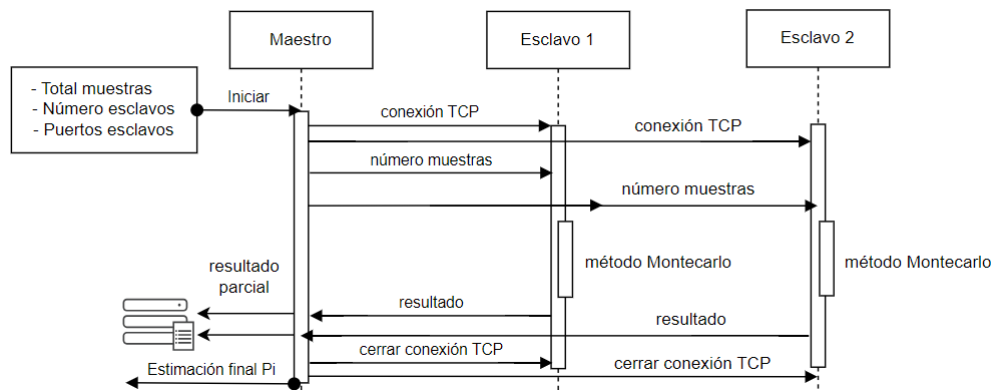 Maestro
Esclavo 1
Esclavo 2
- Total muestras
- Número esclavos
- Puertos esclavos
Iniciar
conexión TCP
conexión TCP
número muestras
número muestras
método Montecarlo
método Montecarlo
resultado
parcial
resultado
resultado
cerrar conexión TCP
cerrar conexión TCP
Estimación final Pi